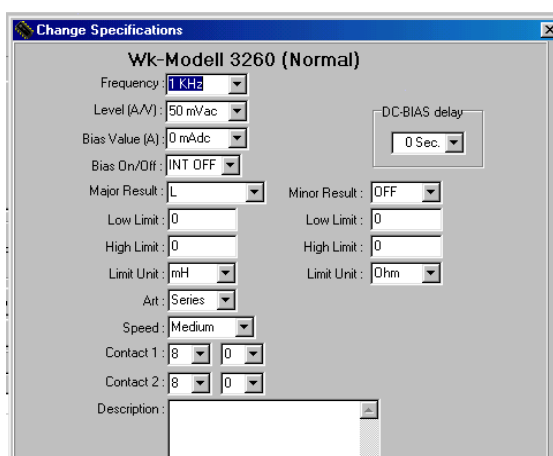 Change Specifications
Wk-Modell 3260 (Normal)
Frequency : 1 KHz
Level (A/V) : 50 mVac
DC-BIAS delay
Bias Value (A) : 0 mAdc
0 Sec.
Bias On/Off : INT OFF
Major Result : L Minor Result : OFF
Low Limit : 0 Low Limit : 0
High Limit : 0 High Limit : 0
Limit Unit : mH Limit Unit : Ohm
Art : Series
Speed : Medium
Contact 1 : 8 0
Contact 2 : 8 0
Description :